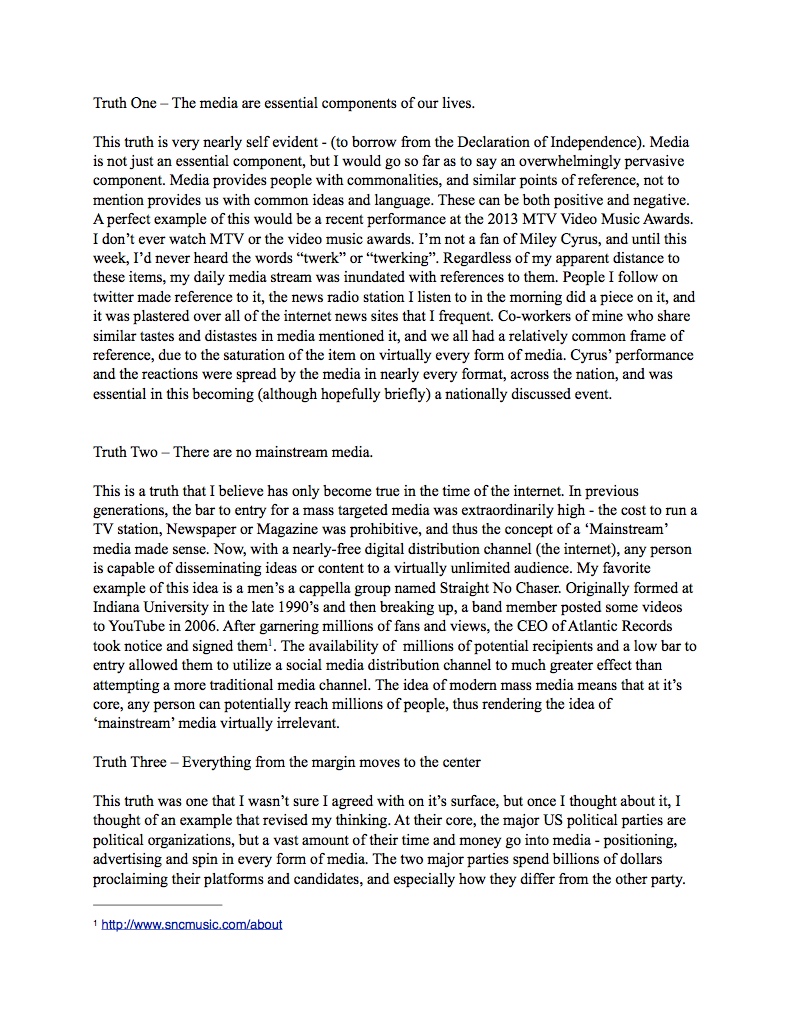 Truth One – The media are essential components of our lives.
This truth is very nearly self evident - (to borrow from the Declaration of Independence). Media
is not just an essential component, but I would go so far as to say an overwhelmingly pervasive
component. Media provides people with commonalities, and similar points of reference, not to
mention provides us with common ideas and language. These can be both positive and negative.
A perfect example of this would be a recent performance at the 2013 MTV Video Music Awards.
I don’t ever watch MTV or the video music awards. I’m not a fan of Miley Cyrus, and until this
week, I’d never heard the words “twerk” or “twerking”. Regardless of my apparent distance to
these items, my daily media stream was inundated with references to them. People I follow on
twitter made reference to it, the news radio station I listen to in the morning did a piece on it, and
it was plastered over all of the internet news sites that I frequent. Co-workers of mine who share
similar tastes and distastes in media mentioned it, and we all had a relatively common frame of
reference, due to the saturation of the item on virtually every form of media. Cyrus’ performance
and the reactions were spread by the media in nearly every format, across the nation, and was
essential in this becoming (although hopefully briefly) a nationally discussed event.
Truth Two – There are no mainstream media.
This is a truth that I believe has only become true in the time of the internet. In previous
generations, the bar to entry for a mass targeted media was extraordinarily high - the cost to run a
TV station, Newspaper or Magazine was prohibitive, and thus the concept of a ‘Mainstream’
media made sense. Now, with a nearly-free digital distribution channel (the internet), any person
is capable of disseminating ideas or content to a virtually unlimited audience. My favorite
example of this idea is a men’s a cappella group named Straight No Chaser. Originally formed at
Indiana University in the late 1990’s and then breaking up, a band member posted some videos
to YouTube in 2006. After garnering millions of fans and views, the CEO of Atlantic Records
took notice and signed them¹. The availability of  millions of potential recipients and a low bar to
entry allowed them to utilize a social media distribution channel to much greater effect than
attempting a more traditional media channel. The idea of modern mass media means that at it’s
core, any person can potentially reach millions of people, thus rendering the idea of
‘mainstream’ media virtually irrelevant.
Truth Three – Everything from the margin moves to the center
This truth was one that I wasn’t sure I agreed with on it’s surface, but once I thought about it, I
thought of an example that revised my thinking. At their core, the major US political parties are
political organizations, but a vast amount of their time and money go into media - positioning,
advertising and spin in every form of media. The two major parties spend billions of dollars
proclaiming their platforms and candidates, and especially how they differ from the other party.
¹ http://www.sncmusic.com/about